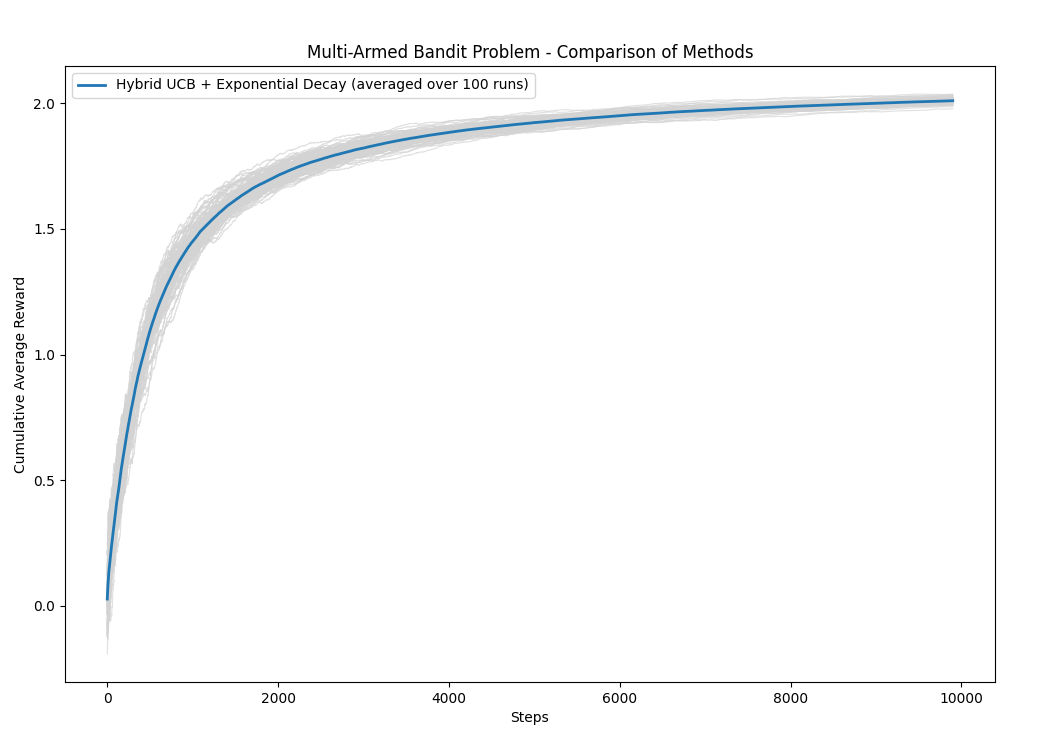 Multi-Armed Bandit Problem - Comparison of Methods
Hybrid UCB + Exponential Decay (averaged over 100 runs)
Cumulative Average Reward
2.0
1.5
1.0
0.5
0.0
0 2000 4000 6000 8000 10000
Steps